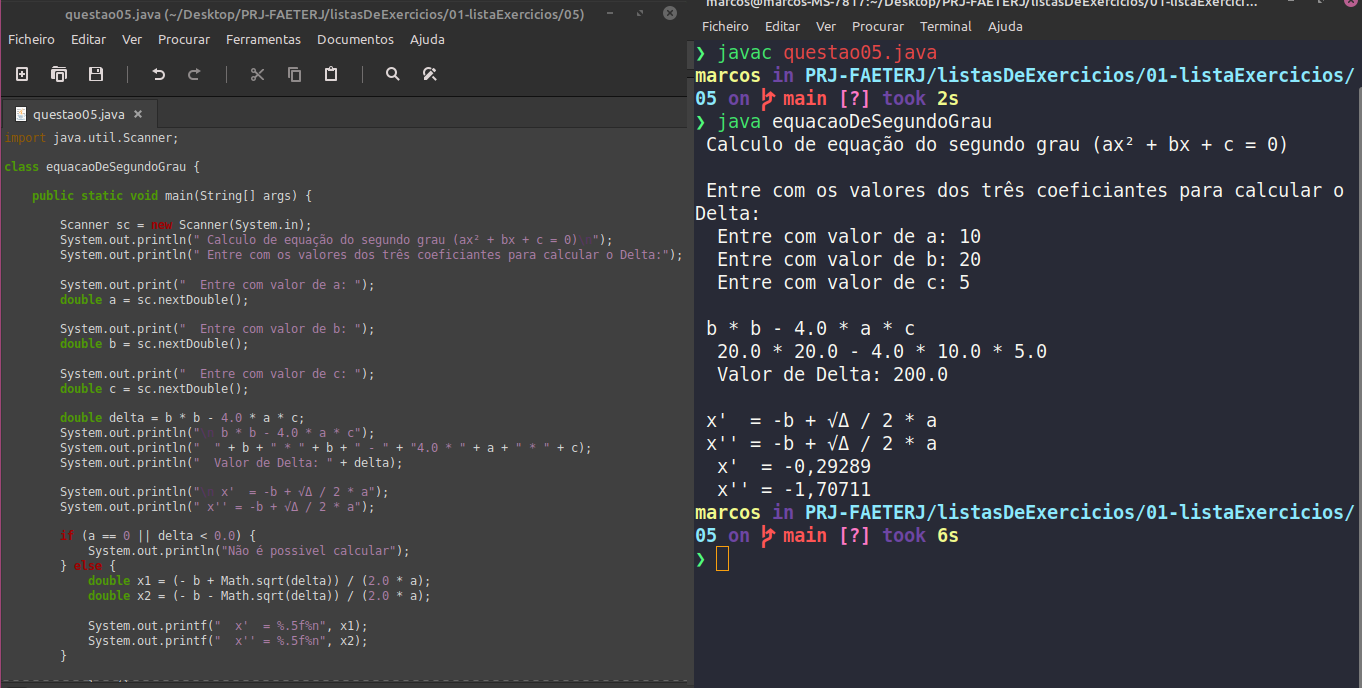 questao05.java (~/Desktop/PRJ-FAETERJ/listasDeExercicios/01-listaExercicios/05)
Ficheiro Editar Ver Procurar Ferramentas Documentos Ajuda
questao05.java
import java.util.Scanner;
class equacaoDeSegundoGrau {
public static void main(String[] args) {
Scanner sc = new Scanner(System.in);
System.out.println(" Calculo de equação do segundo grau (ax² + bx + c = 0) ");
System.out.println(" Entre com os valores dos três coeficiantes para calcular o Delta:");
System.out.print("  Entre com valor de a: ");
double a = sc.nextDouble();
System.out.print("  Entre com valor de b: ");
double b = sc.nextDouble();
System.out.print("  Entre com valor de c: ");
double c = sc.nextDouble();
double delta = b * b - 4.0 * a * c;
System.out.println(" b * b - 4.0 * a * c");
System.out.println("  " + b + " * " + b + " - " + "4.0 * " + a + " * " + c);
System.out.println("  Valor de Delta: " + delta);
System.out.println(" x'  = -b + √Δ / 2 * a");
System.out.println(" x'' = -b + √Δ / 2 * a");
if (a == 0 || delta < 0.0) {
System.out.println("Não é possivel calcular");
} else {
double x1 = (- b + Math.sqrt(delta)) / (2.0 * a);
double x2 = (- b - Math.sqrt(delta)) / (2.0 * a);
System.out.printf("  x'  = %.5f%n", x1);
System.out.printf("  x'' = %.5f%n", x2);
}
marcos@marcos-MS-7817:~/Desktop/PRJ-FAETERJ/listasDeExercicios/01-listaExercici...
Ficheiro Editar Ver Procurar Terminal Ajuda
❯ javac questao05.java
marcos in PRJ-FAETERJ/listasDeExercicios/01-listaExercicios/
05 on main [?] took 2s
❯ java equacaoDeSegundoGrau
Calculo de equação do segundo grau (ax² + bx + c = 0)
Entre com os valores dos três coeficiantes para calcular o
Delta:
Entre com valor de a: 10
Entre com valor de b: 20
Entre com valor de c: 5
b * b - 4.0 * a * c
20.0 * 20.0 - 4.0 * 10.0 * 5.0
Valor de Delta: 200.0
x'  = -b + √Δ / 2 * a
x'' = -b + √Δ / 2 * a
x'  = -0,29289
x'' = -1,70711
marcos in PRJ-FAETERJ/listasDeExercicios/01-listaExercicios/
05 on main [?] took 6s
❯